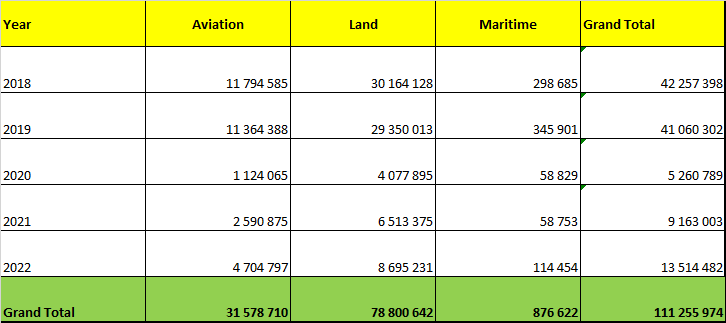 Year Aviation Land Maritime Grand Total
2018 11 794 585 30 164 128 298 685 42 257 398
2019 11 364 388 29 350 013 345 901 41 060 302
2020 1 124 065 4 077 895 58 829 5 260 789
2021 2 590 875 6 513 375 58 753 9 163 003
2022 4 704 797 8 695 231 114 454 13 514 482
Grand Total 31 578 710 78 800 642 876 622 111 255 974